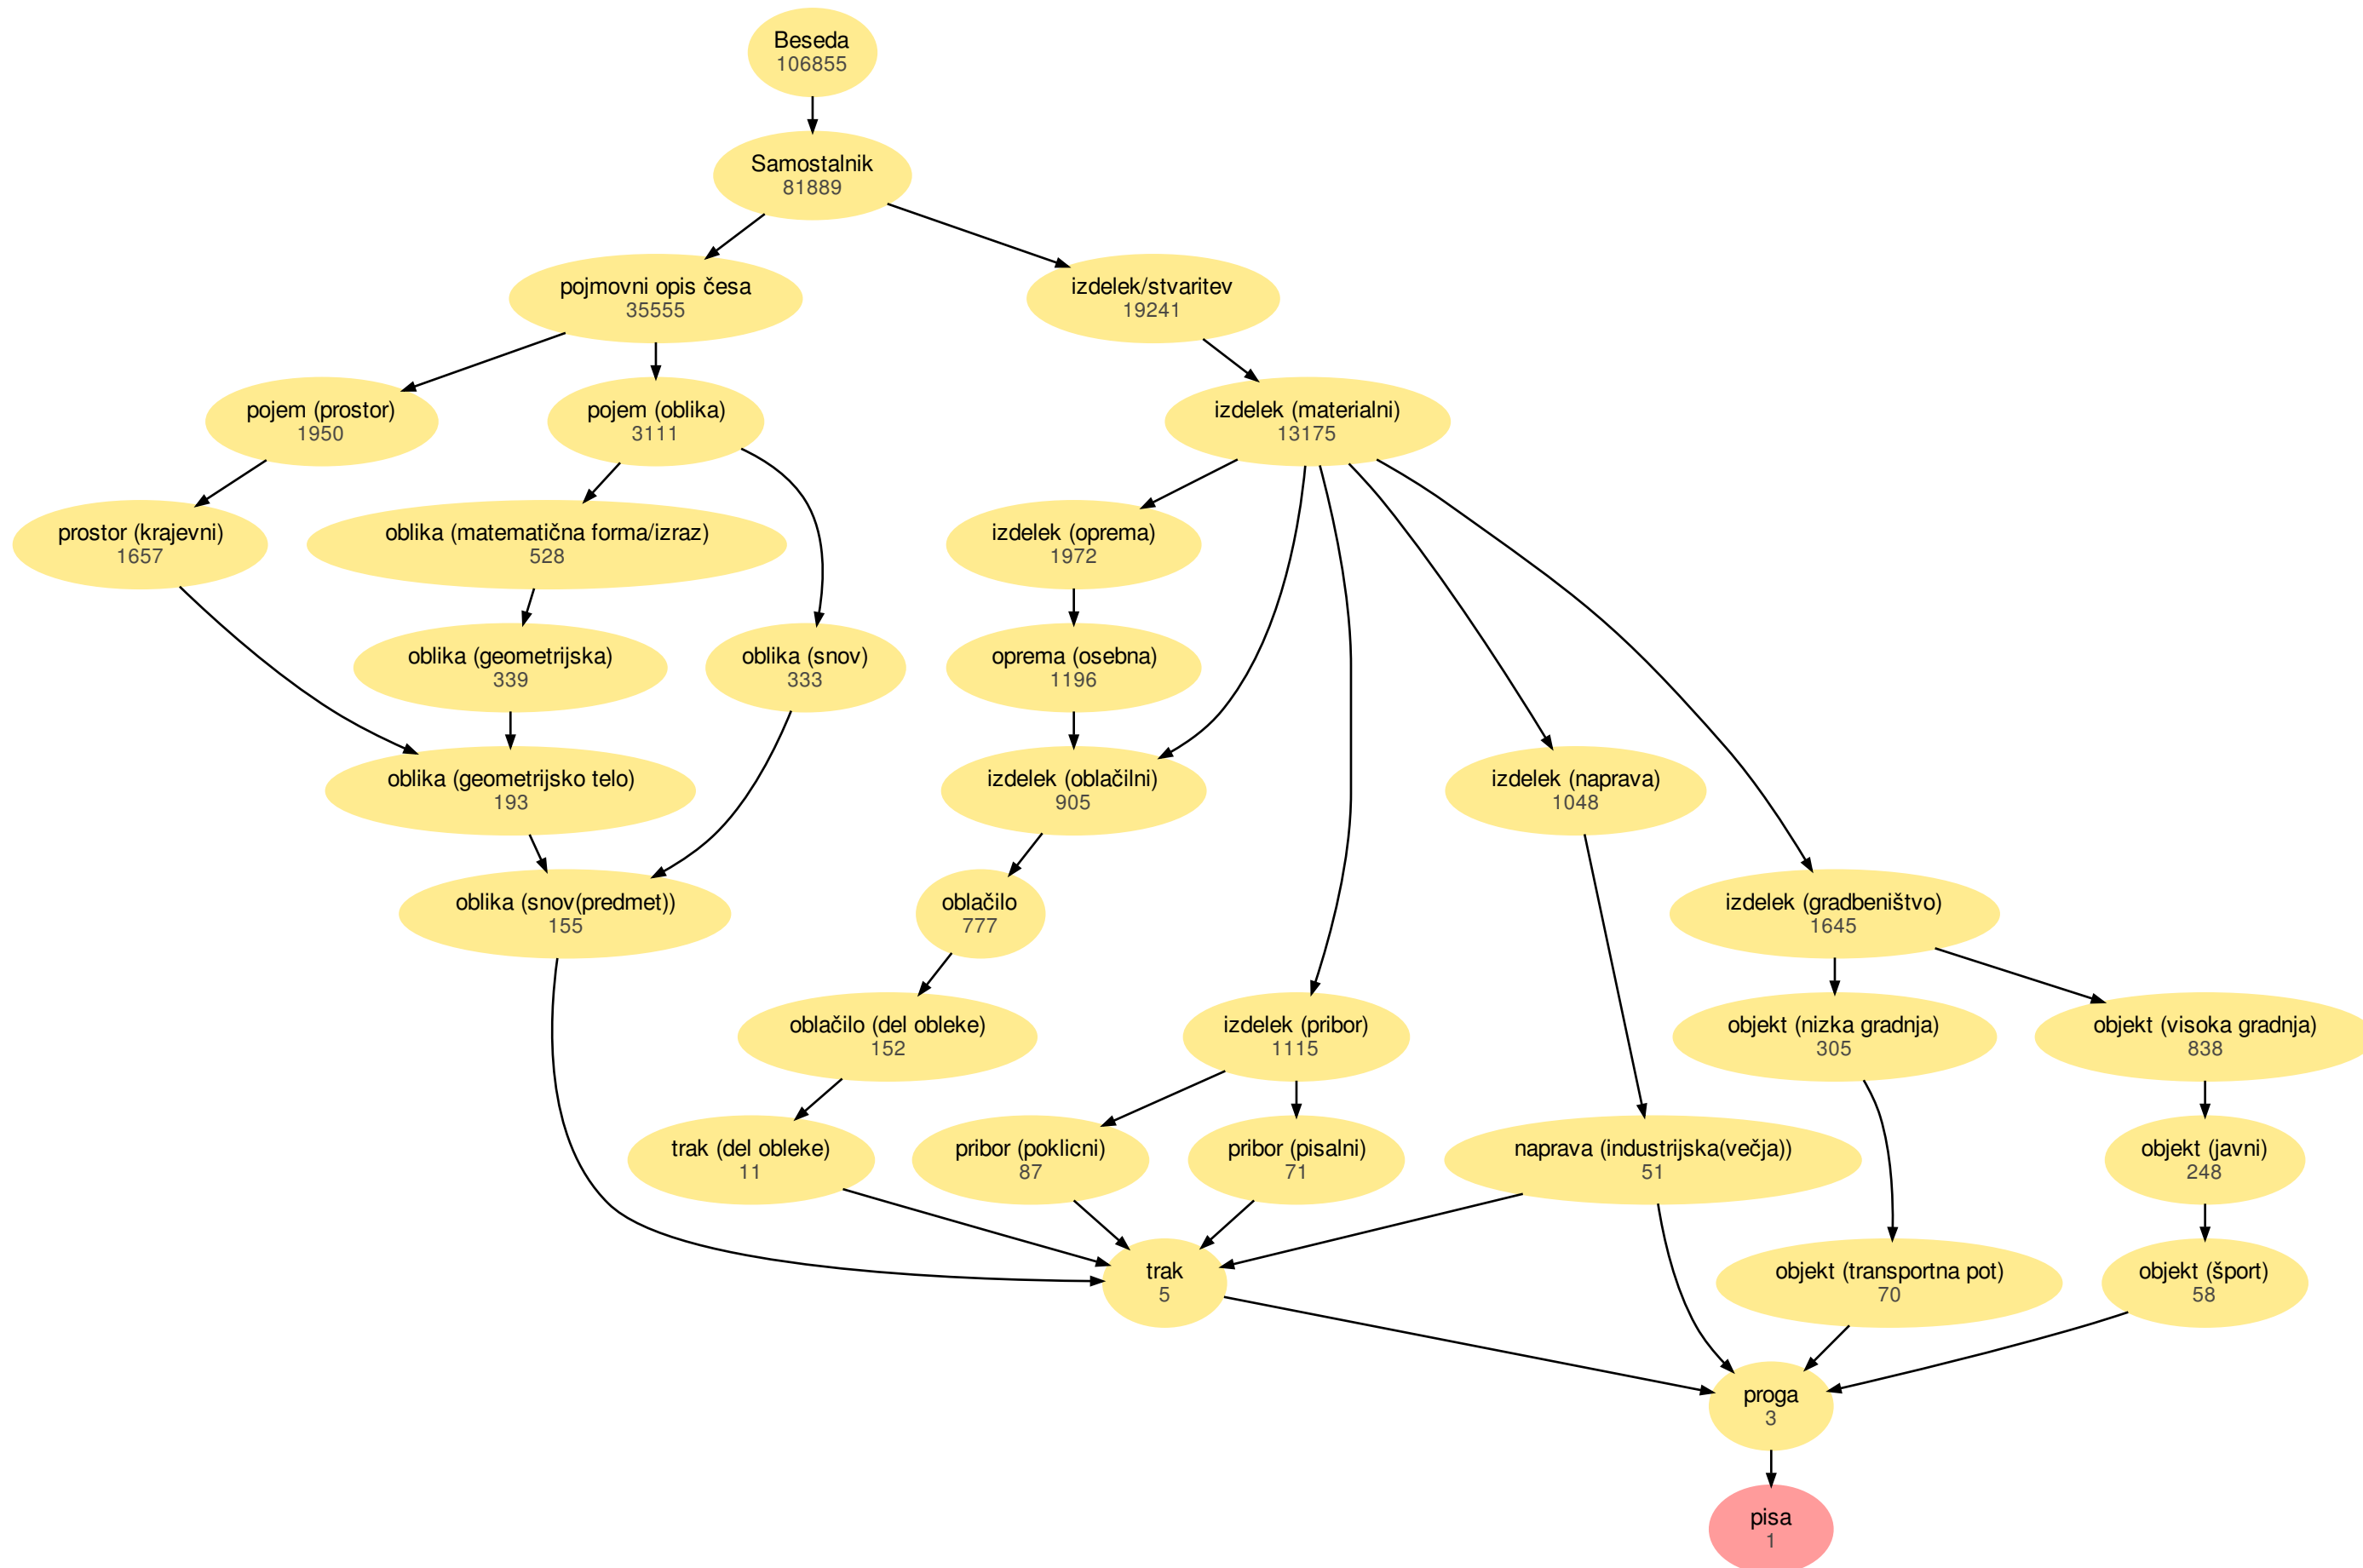 Beseda
106855
Samostalnik
81889
pojmovni opis česa
35555
izdelek/stvaritev
19241
pojem (prostor)
1950
pojem (oblika)
3111
izdelek (materialni)
13175
prostor (krajevni)
1657
oblika (matematična forma/izraz)
528
izdelek (oprema)
1972
oblika (geometrijska)
339
oblika (snov)
333
oprema (osebna)
1196
oblika (geometrijsko telo)
193
izdelek (oblačilni)
905
izdelek (naprava)
1048
oblika (snov(predmet))
155
oblačilo
777
izdelek (gradbeništvo)
1645
oblačilo (del obleke)
152
izdelek (pribor)
1115
objekt (nizka gradnja)
305
objekt (visoka gradnja)
838
trak (del obleke)
11
pribor (poklicni)
87
pribor (pisalni)
71
naprava (industrijska(večja))
51
objekt (javni)
248
trak
5
objekt (transportna pot)
70
objekt (šport)
58
proga
3
pisa
1